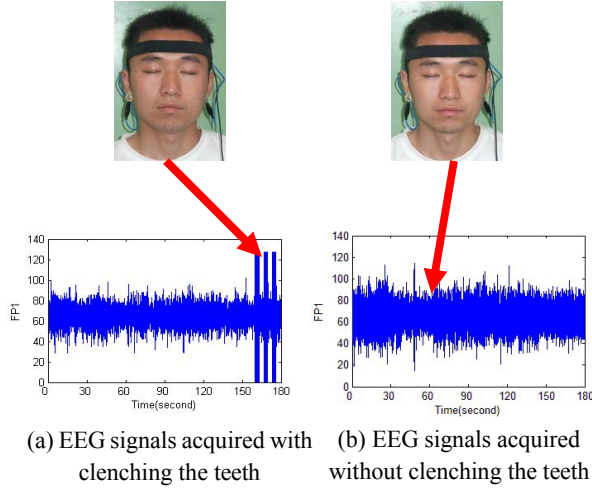 140
120
100
80
60
40
20
0
FP1
0 30 60 90 120 150 180
Time(second)
140
120
100
80
60
40
20
0
FP1
0 30 60 90 120 150 180
Time(second)
(a) EEG signals acquired with
clenching the teeth
(b) EEG signals acquired
without clenching the teeth